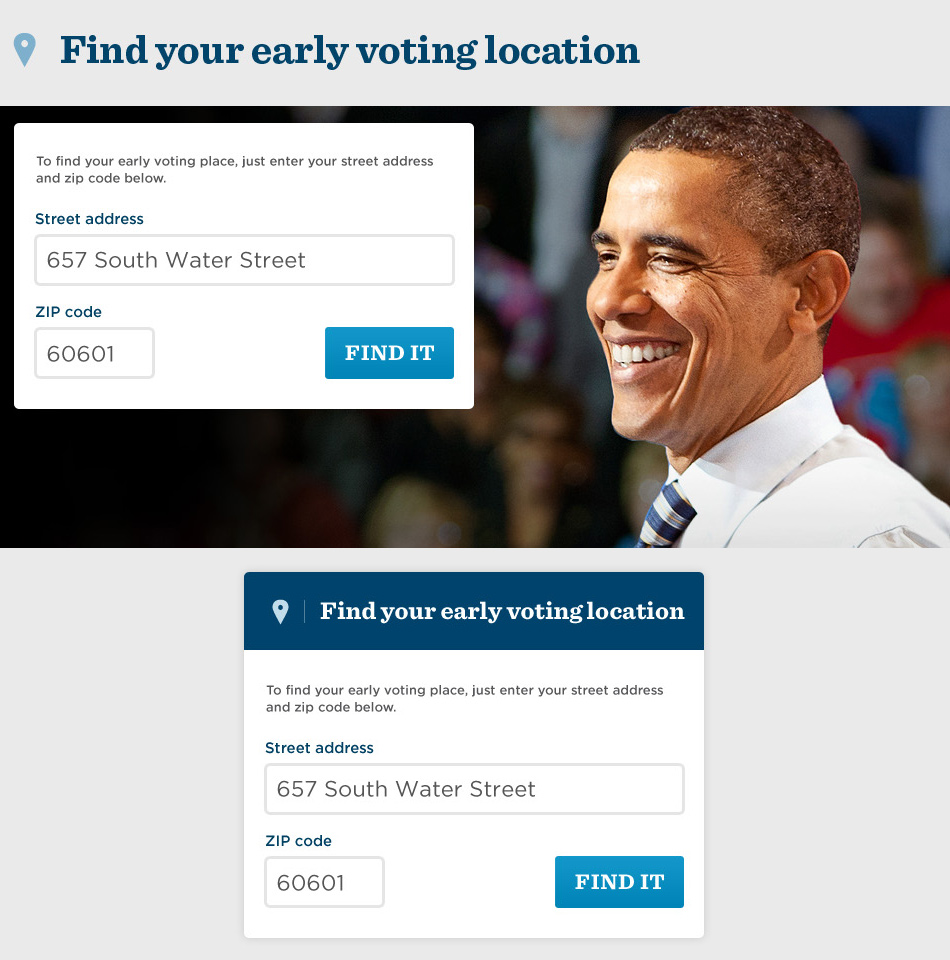 Find your early voting location
To find your early voting place, just enter your street address
and zip code below.
Street address
657 South Water Street
ZIP code
60601
FIND IT
Find your early voting location
To find your early voting place, just enter your street address
and zip code below.
Street address
657 South Water Street
ZIP code
60601
FIND IT